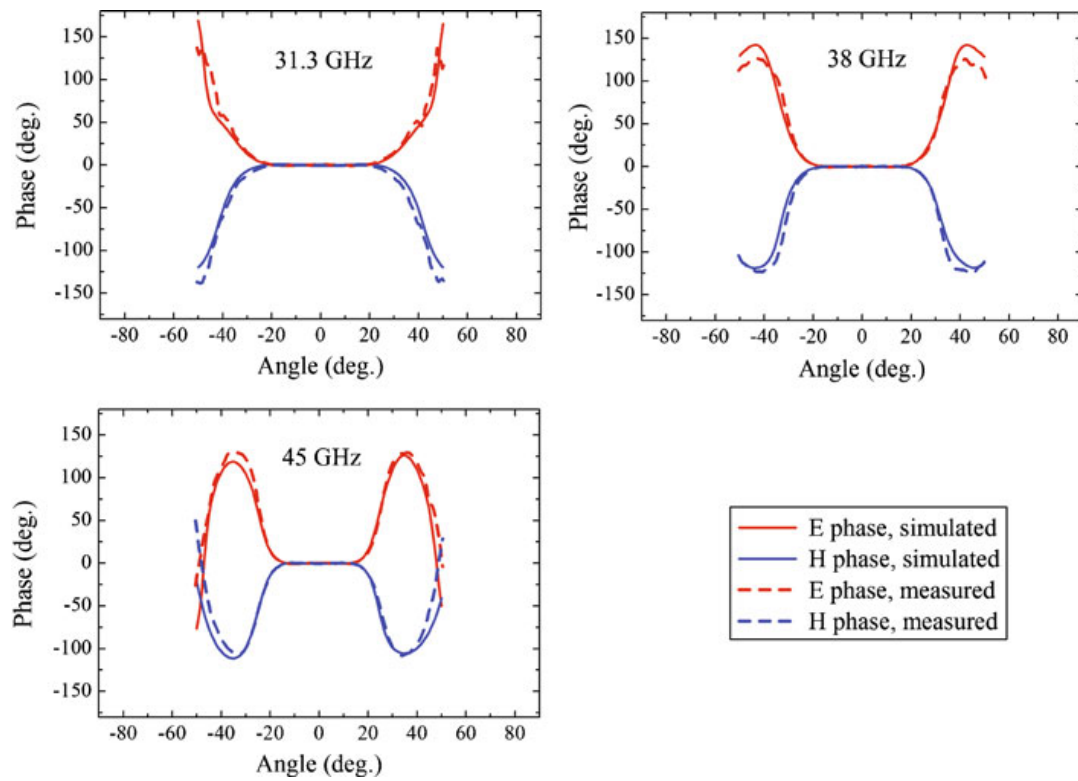 31.3 GHz
150
100
50
0
-50
-100
-150
Phase (deg.)
-80 -60 -40 -20 0 20 40 60 80
Angle (deg.)
38 GHz
150
100
50
0
-50
-100
-150
Phase (deg.)
-80 -60 -40 -20 0 20 40 60 80
Angle (deg.)
45 GHz
150
100
50
0
-50
-100
-150
Phase (deg.)
-80 -60 -40 -20 0 20 40 60 80
Angle (deg.)
E phase, simulated
H phase, simulated
E phase, measured
H phase, measured